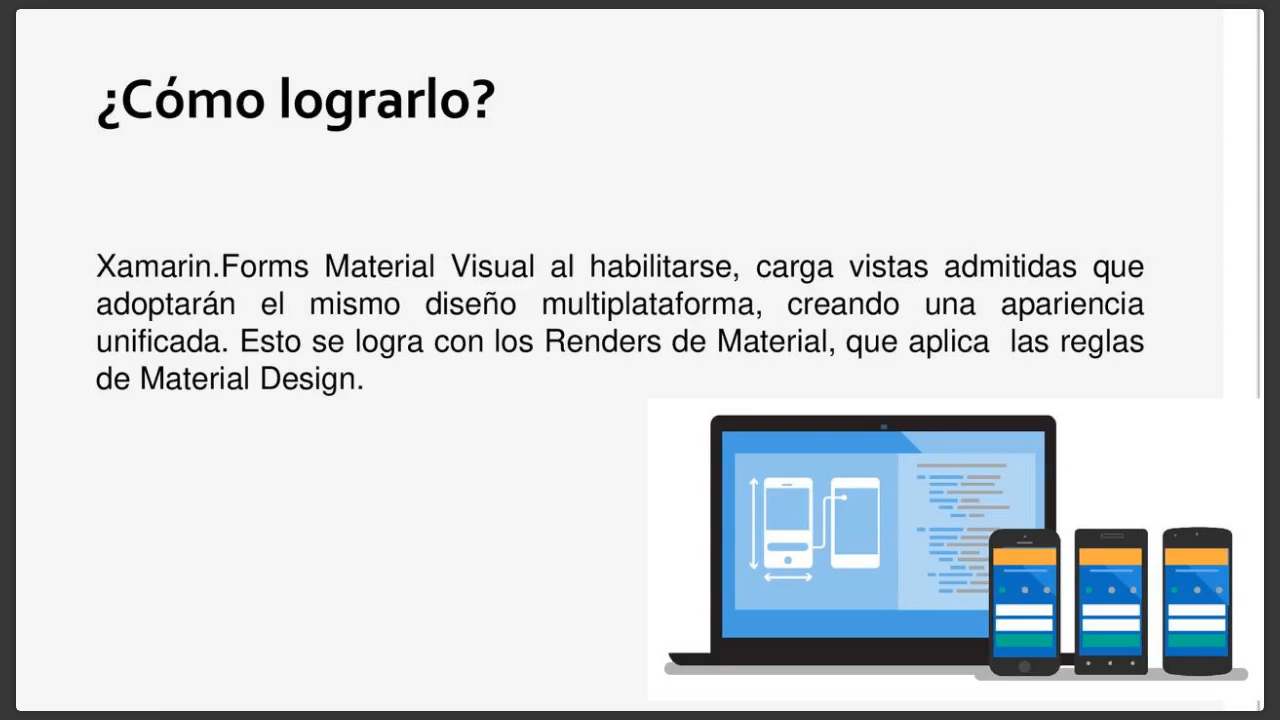 ¿Cómo lograrlo?
Xamarin.Forms Material Visual al habilitarse, carga vistas admitidas que
adoptarán el mismo diseño multiplataforma, creando una apariencia
unificada. Esto se logra con los Renders de Material, que aplica  las reglas
de Material Design.